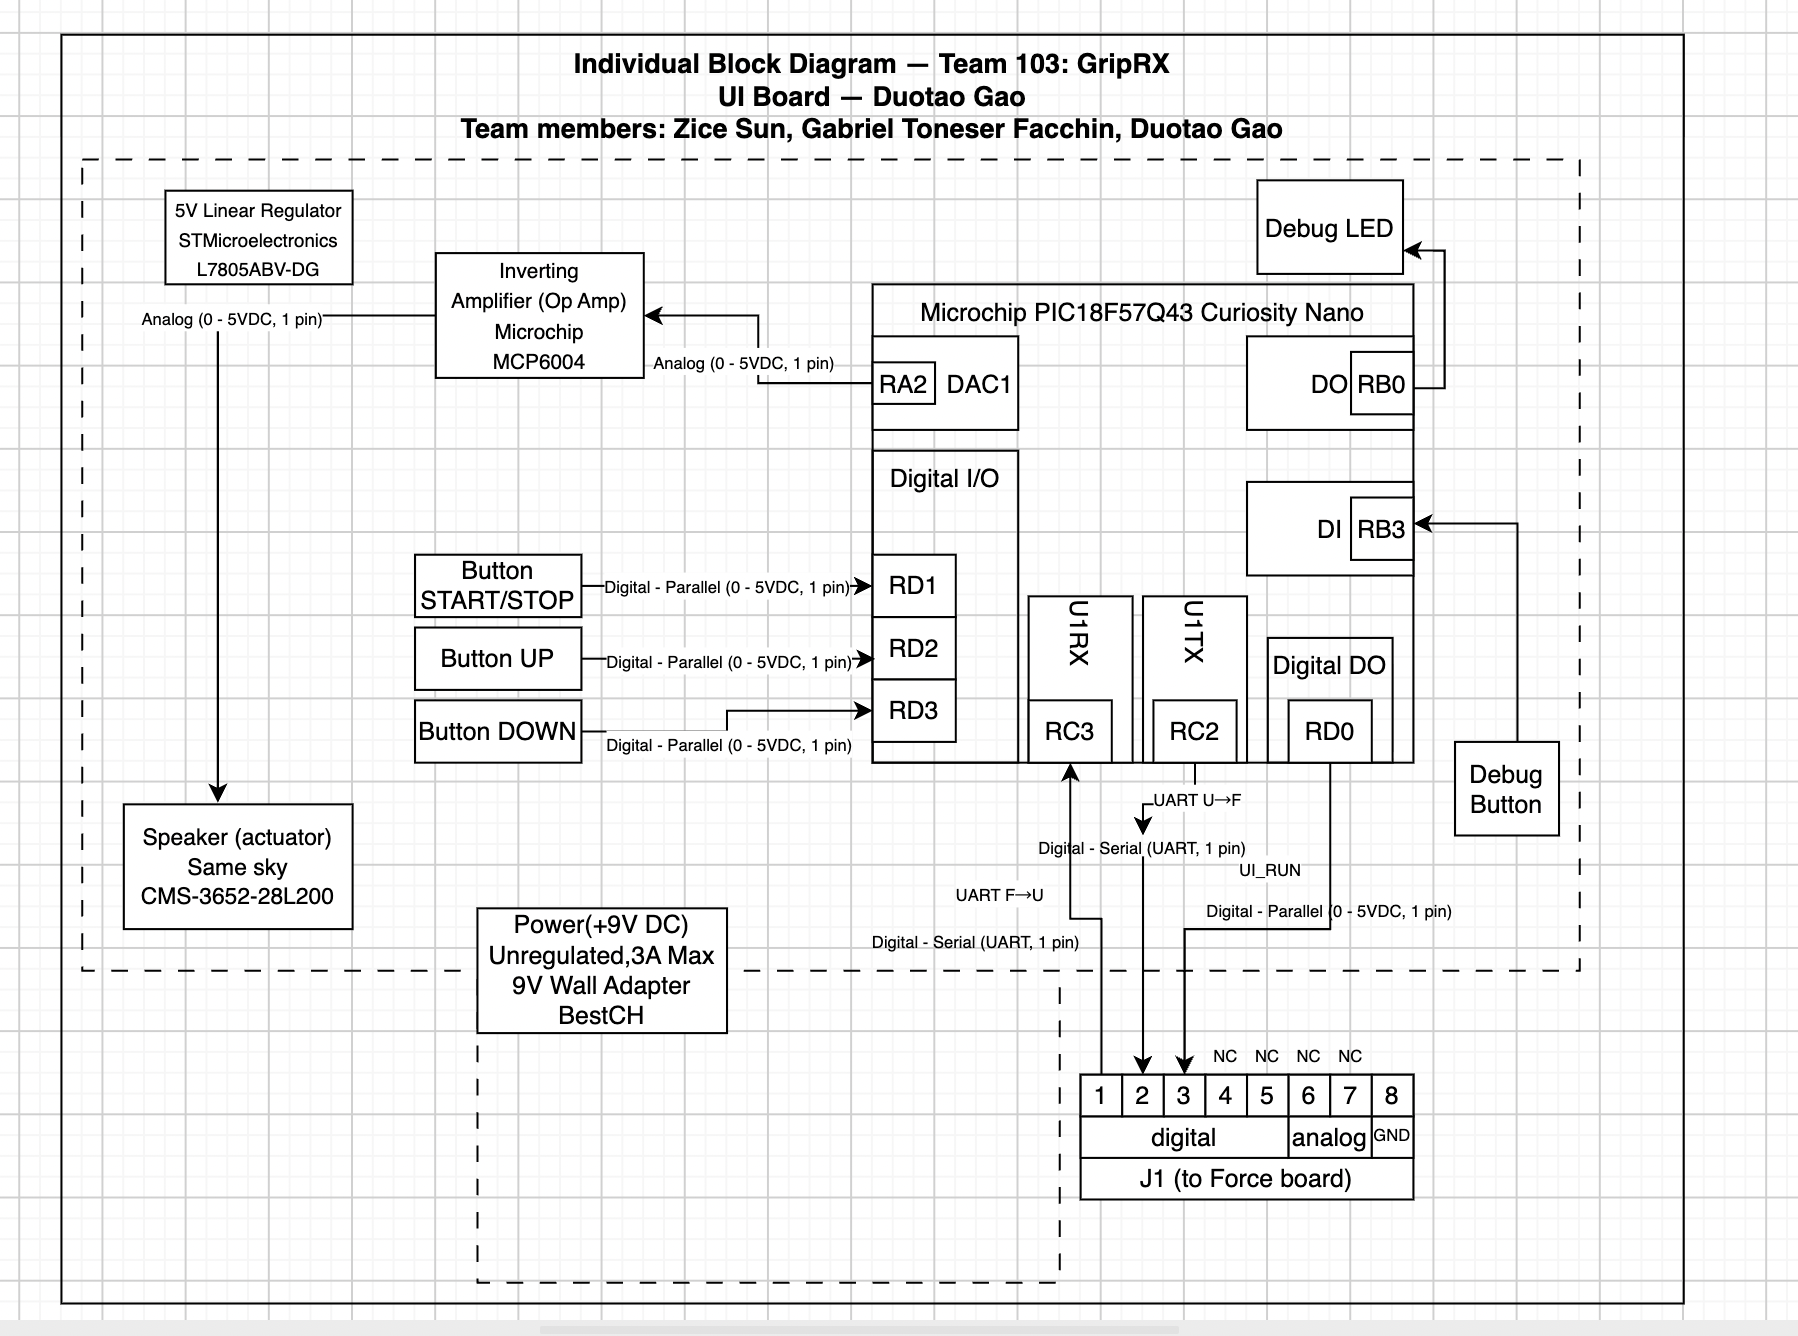 Individual Block Diagram — Team 103: GripRX
UI Board — Duotao Gao
Team members: Zice Sun, Gabriel Toneser Facchin, Duotao Gao
5V Linear Regulator
STMicroelectronics
L7805ABV-DG
Debug LED
Inverting
Amplifier (Op Amp)
Microchip
MCP6004
Analog (0 - 5VDC, 1 pin)
Microchip PIC18F57Q43 Curiosity Nano
Analog (0 - 5VDC, 1 pin)
RA2
DAC1
DO
RB0
Digital I/O
DI
RB3
Button
START/STOP
Digital - Parallel (0 - 5VDC, 1 pin)
RD1
Button UP
Digital - Parallel (0 - 5VDC, 1 pin)
RD2
Button DOWN
Digital - Parallel (0 - 5VDC, 1 pin)
RD3
U1RX
RC3
U1TX
RC2
Digital DO
RD0
Debug
Button
UART U→F
Digital - Serial (UART, 1 pin)
UI_RUN
UART F→U
Digital - Parallel (0 - 5VDC, 1 pin)
Digital - Serial (UART, 1 pin)
Speaker (actuator)
Same sky
CMS-3652-28L200
Power(+9V DC)
Unregulated,3A Max
9V Wall Adapter
BestCH
NC NC NC NC
1 2 3 4 5 6 7 8
digital analog GND
J1 (to Force board)